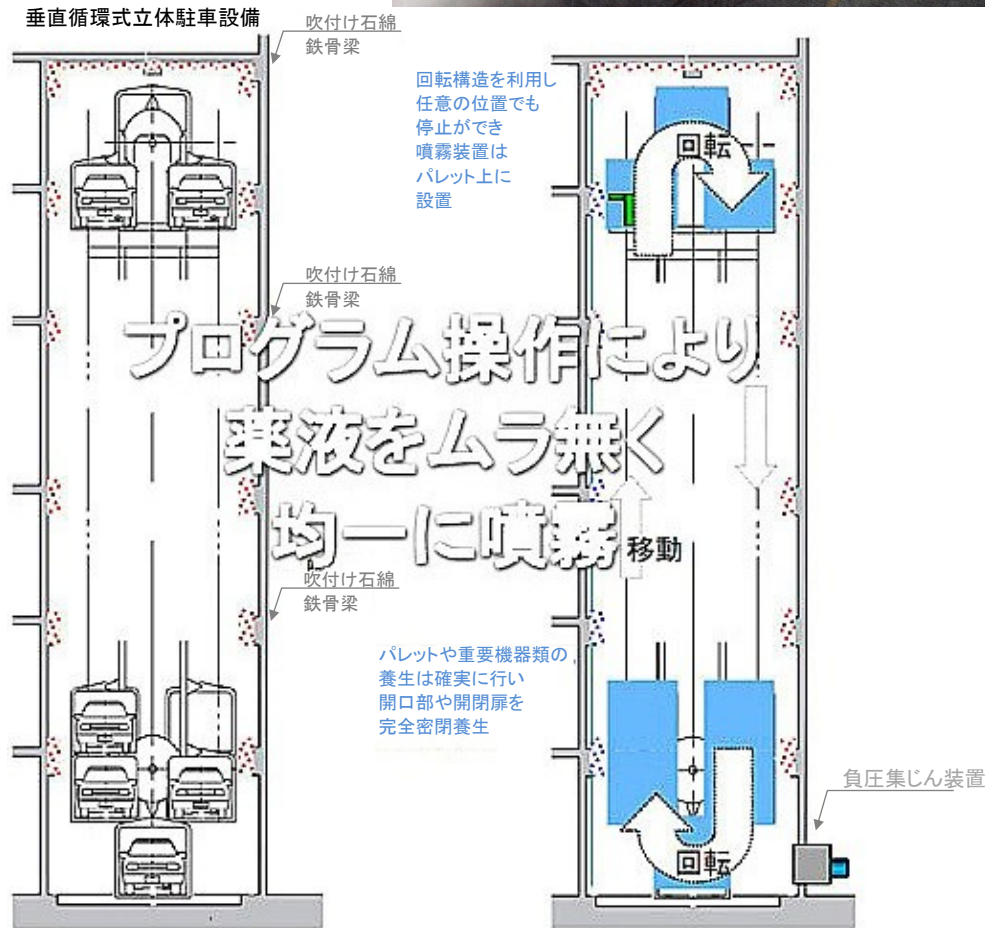 垂直循環式立体駐車設備
吹付け石綿
鉄骨梁
回転構造を利用し
任意の位置でも
停止ができ
噴霧装置は
パレット上に
設置
回転
吹付け石綿
鉄骨梁
プログラム操作により
薬液をムラ無く
均一に噴霧
移動
吹付け石綿
鉄骨梁
パレットや重要機器類の
養生は確実に行い
開口部や開閉扉を
完全密閉養生
負圧集じん装置
回転